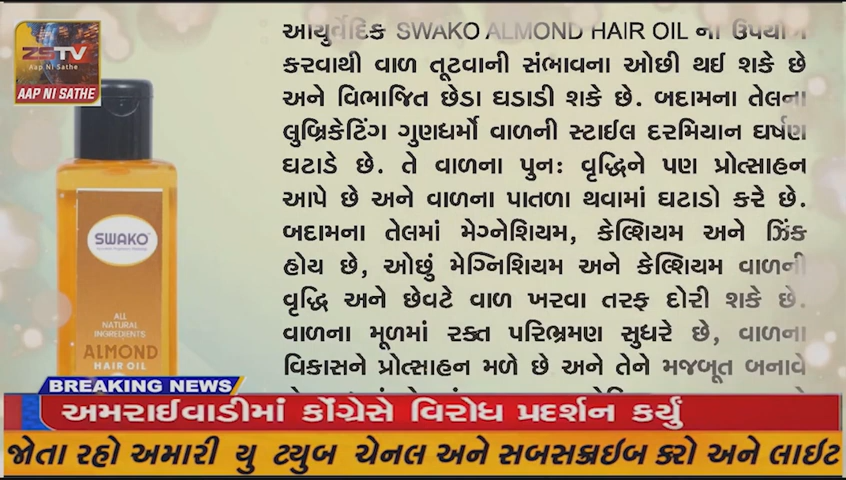 ZSTV
Aap Ni Sathe
AAP NI SATHE
આયુર્વેદિક SWAKO ALMOND HAIR OIL ના ઉપયોગ
કરવાથી વાળ તૂટવાની સંભાવના ઓછી થઈ શકે છે
અને વિભાજિત છેડા ઘડાડી શકે છે. બદામના તેલના
લુબ્રિકેટિંગ ગુણધર્મો વાળની સ્ટાઈલ દરમિયાન ઘર્ષણ
ઘટાડે છે. તે વાળના પુનઃ વૃદ્ધિને પણ પ્રોત્સાહન
આપે છે અને વાળના પાતળા થવામાં ઘટાડો કરે છે.
બદામના તેલમાં મેગ્નેશિયમ, કેલ્શિયમ અને ઝિંક
હોય છે, ઓછું મેગ્નિશિયમ અને કેલ્શિયમ વાળની
વૃદ્ધિ અને છેવટે વાળ ખરવા તરફ દોરી શકે છે.
વાળના મૂળમાં રક્ત પરિભ્રમણ સુધરે છે, વાળના
વિકાસને પ્રોત્સાહન મળે છે અને તેને મજબૂત બનાવે
SWAKO
ALL
NATURAL
INGREDIENTS
ALMOND
HAIR OIL
BREAKING NEWS
અમરાઈવાડીમાં કોંગ્રેસે વિરોધ પ્રદર્શન કર્યું
જોતા રહો અમારી યુ ટ્યુબ ચેનલ અને સબસક્રાઇબ કરો અને લાઈટ